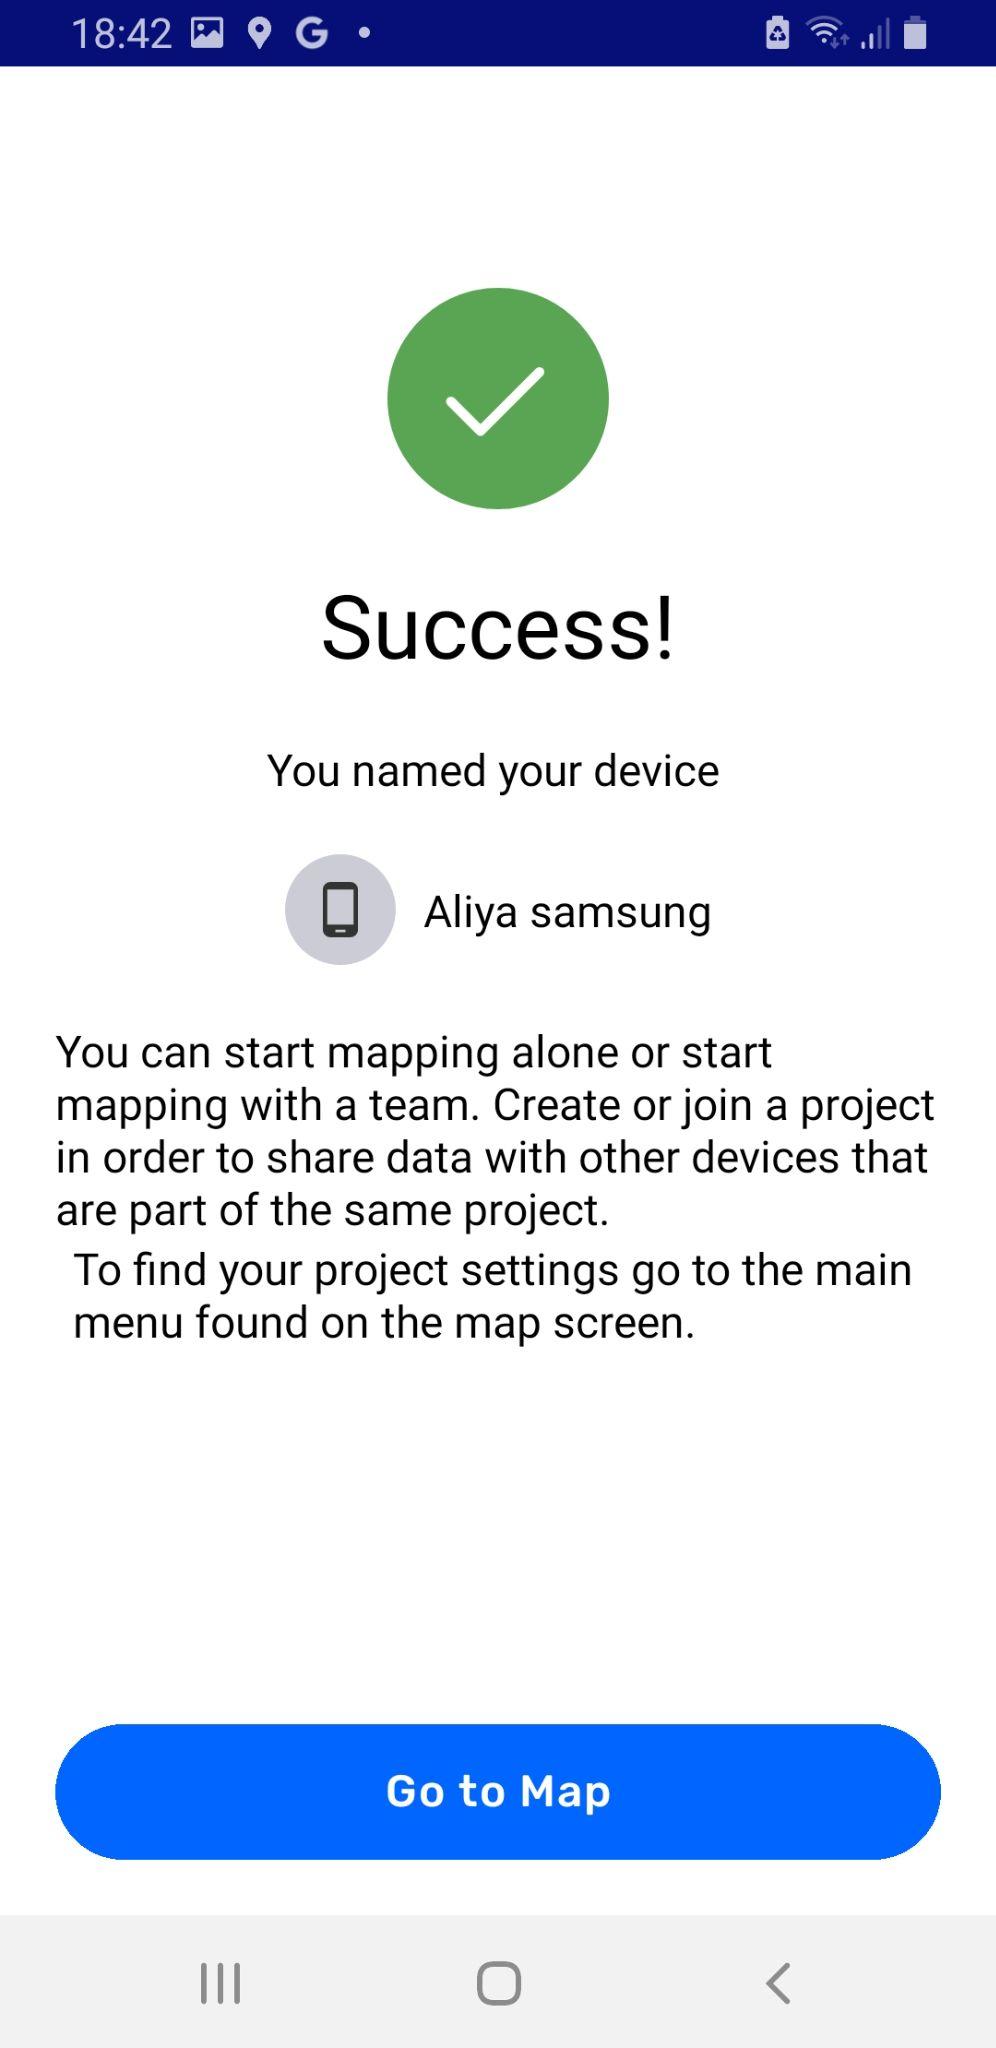 18:42
Success!
You named your device
Aliya samsung
You can start mapping alone or start
mapping with a team. Create or join a project
in order to share data with other devices that
are part of the same project.
To find your project settings go to the main
menu found on the map screen.
Go to Map